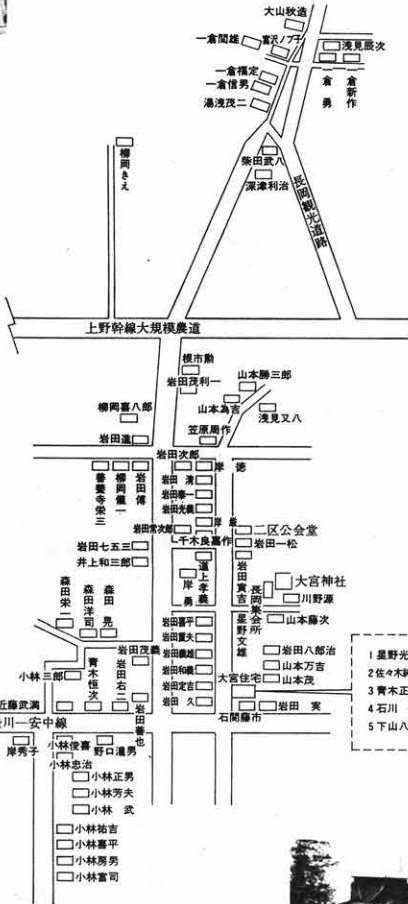 大山秋造
一倉関雄
富沢ノブ子
浅見辰次
一倉新作
一倉勇
一倉福定
一倉信男
湯浅茂二
柴田武八
深津利治
長岡観光道路
柳岡きえ
上野幹線大規模農道
根市勲
岩田茂利一
山本勝三郎
山本為吉
浅見又八
柳岡喜八郎
岩田進
笠原周作
岩田次郎
岸徳
岩田傅
柳岡儀一
善養寺栄三
岩田清
岩田泰一
岩田光義
岸巌
岩田常次郎
千木良嘉作
二区公会堂
岩田一松
岩田七五三
井上和三郎
道上孝義
岸勇
岩田寅吉
大宮神社
川野源
長岡集会所
星野文雄
山本藤次
森田栄一
森田洋司
森田晃
岩田喜平
岩田重夫
岩田義雄
岩田和義
岩田定吉
岩田久
岩田八郎治
山本万吉
山本茂
大宮住宅
岩田実
石関藤市
岩田茂義
小林三郎
青木恒次
岩田右二
岩田善也
近藤武満
渋川―安中線
岸秀子
小林俊喜
小林忠治
野口滝男
小林正男
小林芳夫
小林武
小林祐吉
小林喜平
小林房男
小林富司
1 星野光
2 佐々木
3 青木正
4 石川
5 下山八